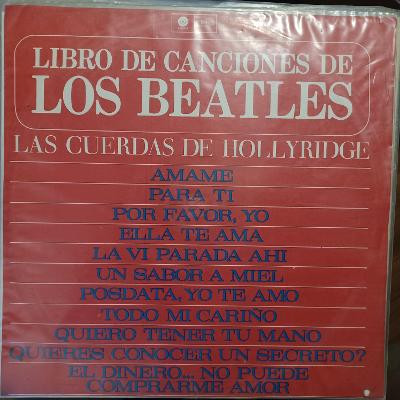 LIBRO DE CANCIONES DE
LOS BEATLES
LAS CUERDAS DE HOLLYRIDGE
AMAME
PARA TI
POR FAVOR, YO
ELLA TE AMA
LA VI PARADA AHI
UN SABOR A MIEL
POSDATA, YO TE AMO
TODO MI CARIÑO
QUIERO TENER TU MANO
QUIERES CONOCER UN SECRETO?
EL DINERO... NO PUEDE
COMPRARME AMOR